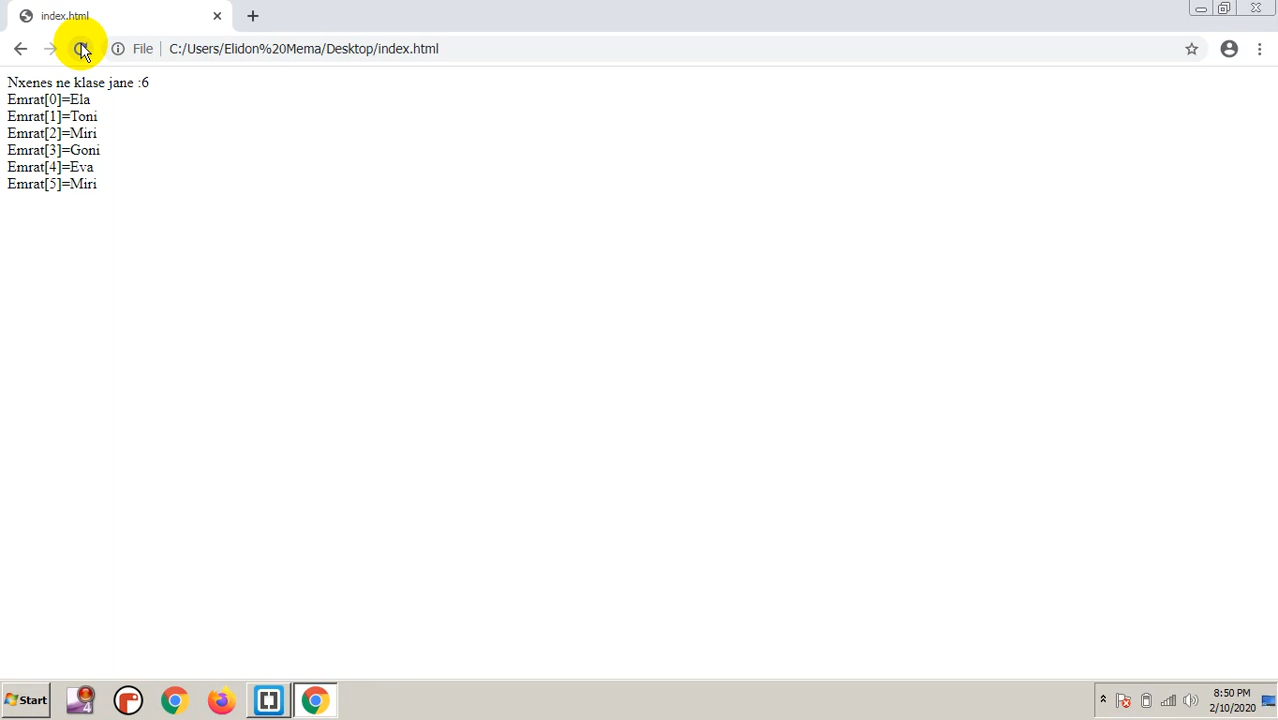 index.html
File C:/Users/Elidon%20Mema/Desktop/index.html
Nxenes ne klase jane :6
Emrat[0]=Ela
Emrat[1]=Toni
Emrat[2]=Miri
Emrat[3]=Goni
Emrat[4]=Eva
Emrat[5]=Miri
Start
4
8:50 PM
2/10/2020